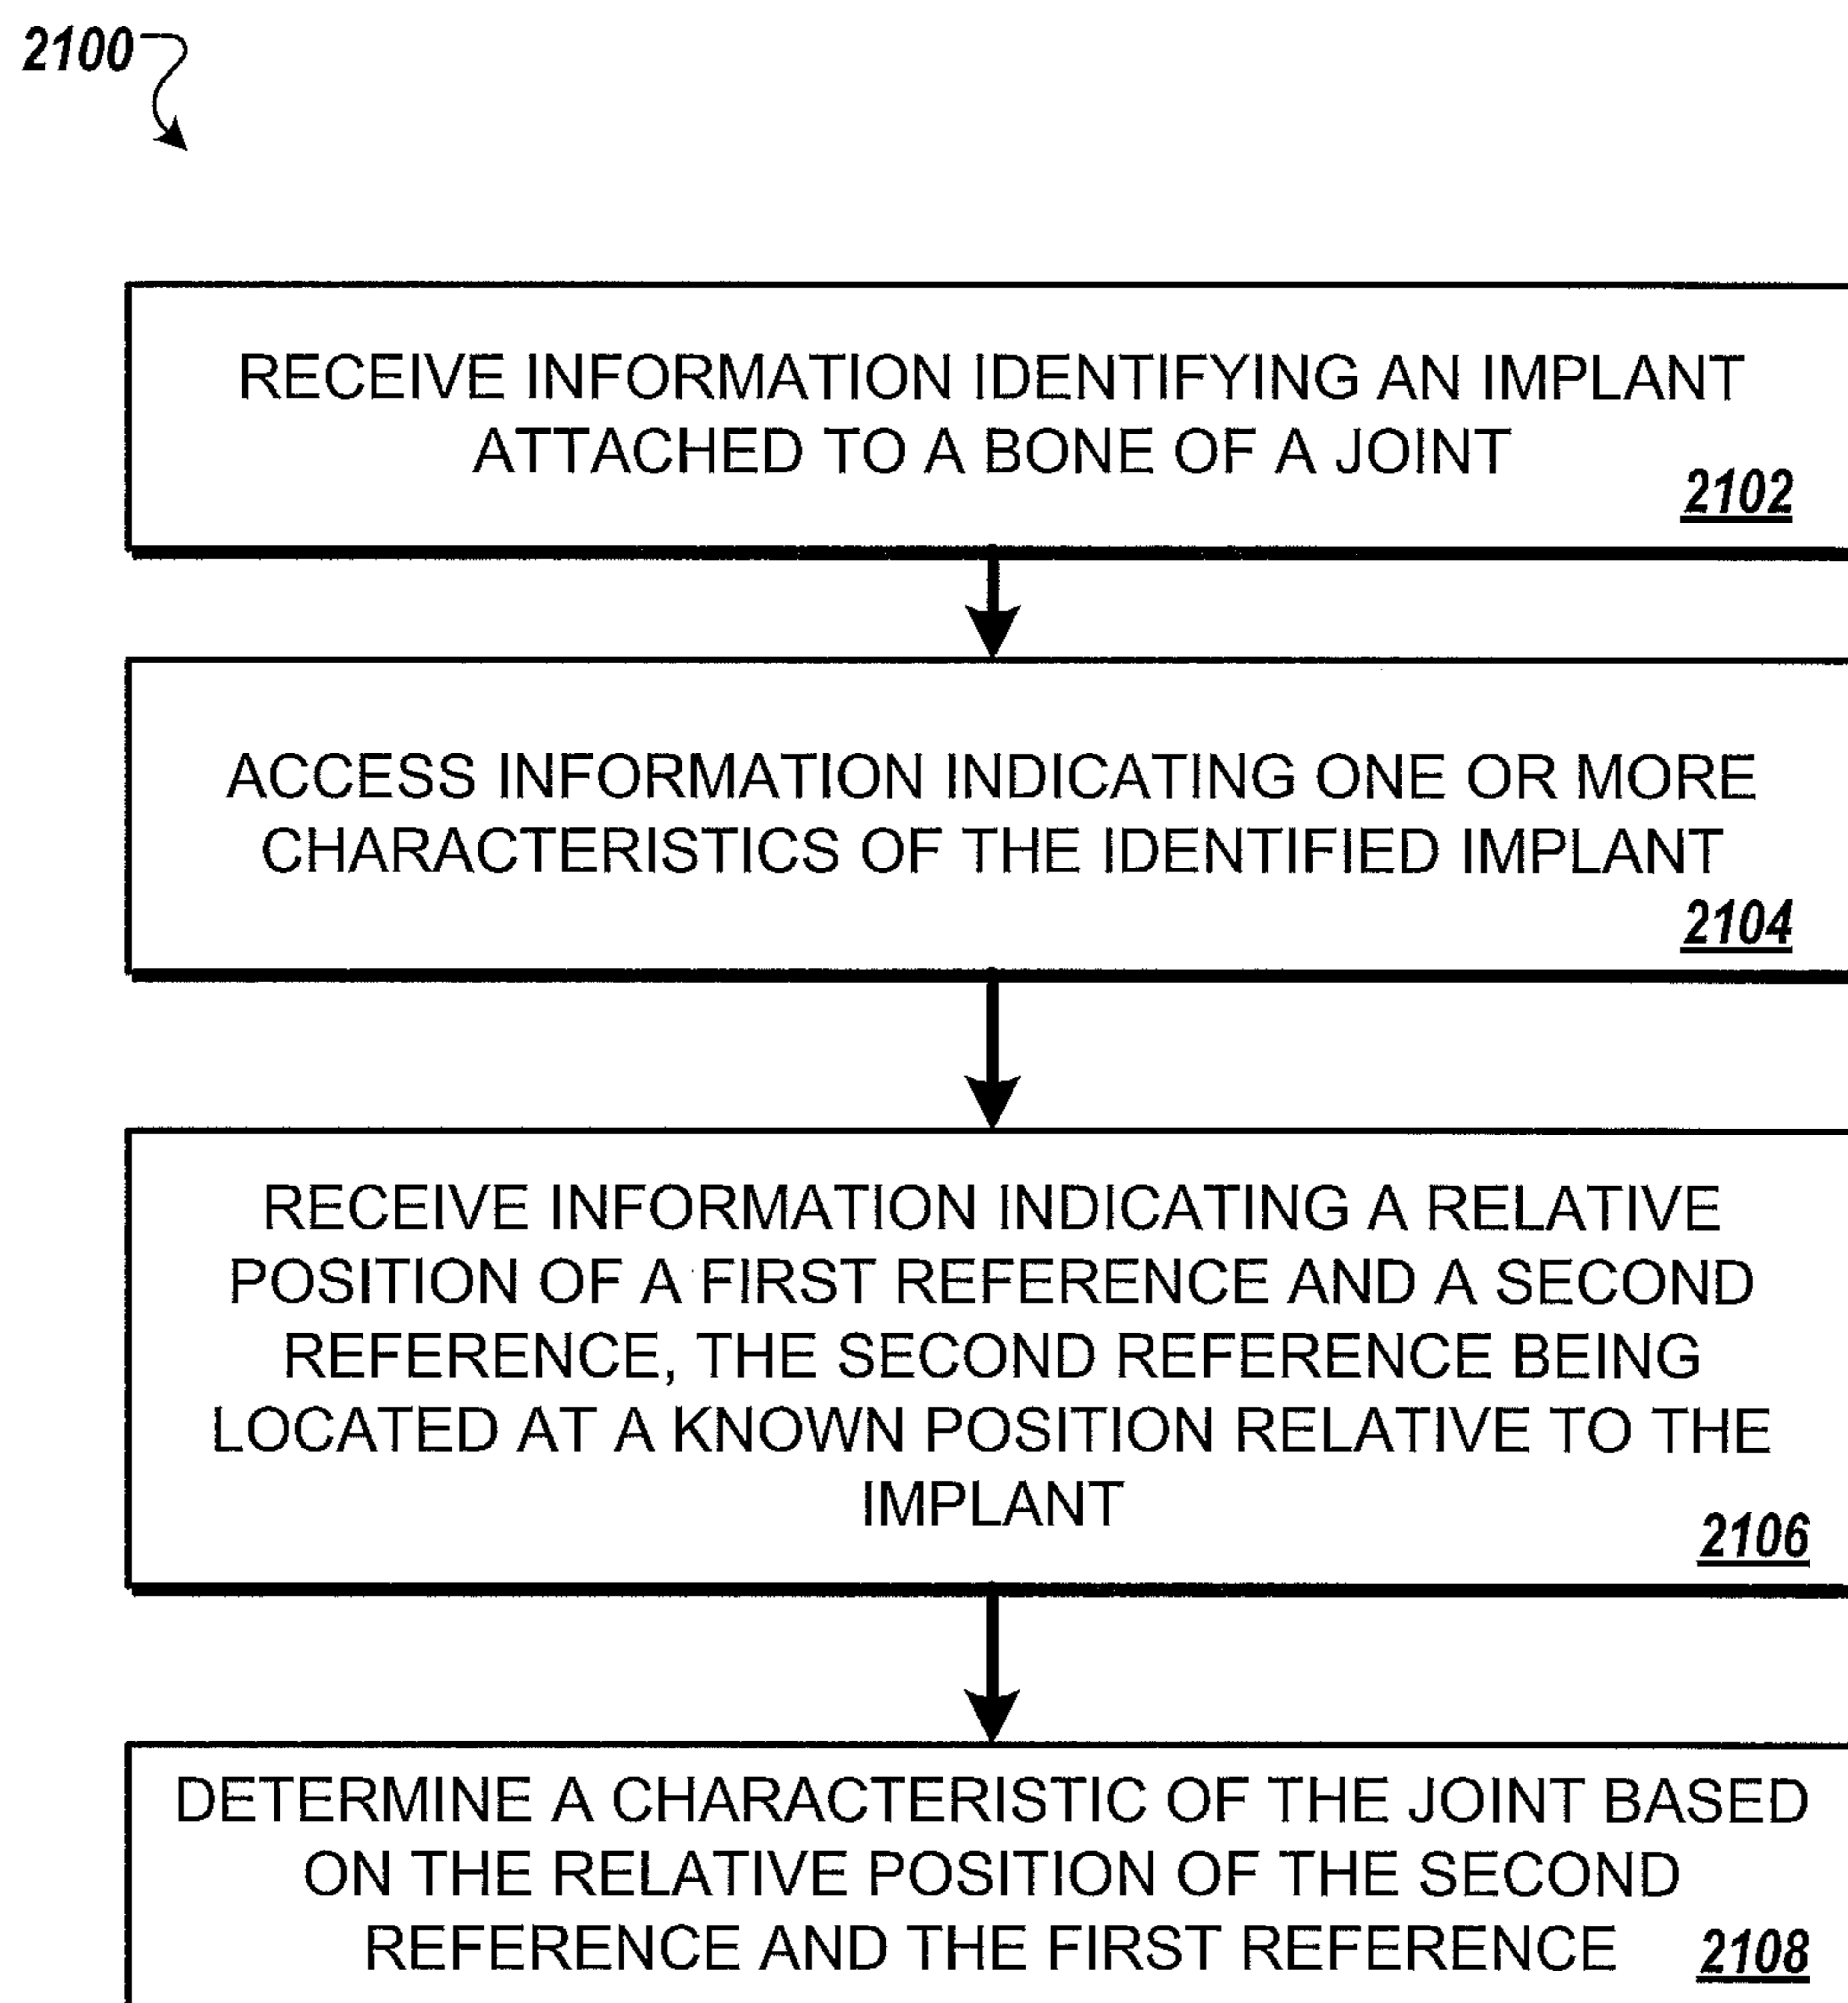 2100
RECEIVE INFORMATION IDENTIFYING AN IMPLANT
ATTACHED TO A BONE OF A JOINT
2102
ACCESS INFORMATION INDICATING ONE OR MORE
CHARACTERISTICS OF THE IDENTIFIED IMPLANT
2104
RECEIVE INFORMATION INDICATING A RELATIVE
POSITION OF A FIRST REFERENCE AND A SECOND
REFERENCE, THE SECOND REFERENCE BEING
LOCATED AT A KNOWN POSITION RELATIVE TO THE
IMPLANT
2106
DETERMINE A CHARACTERISTIC OF THE JOINT BASED
ON THE RELATIVE POSITION OF THE SECOND
REFERENCE AND THE FIRST REFERENCE 2108